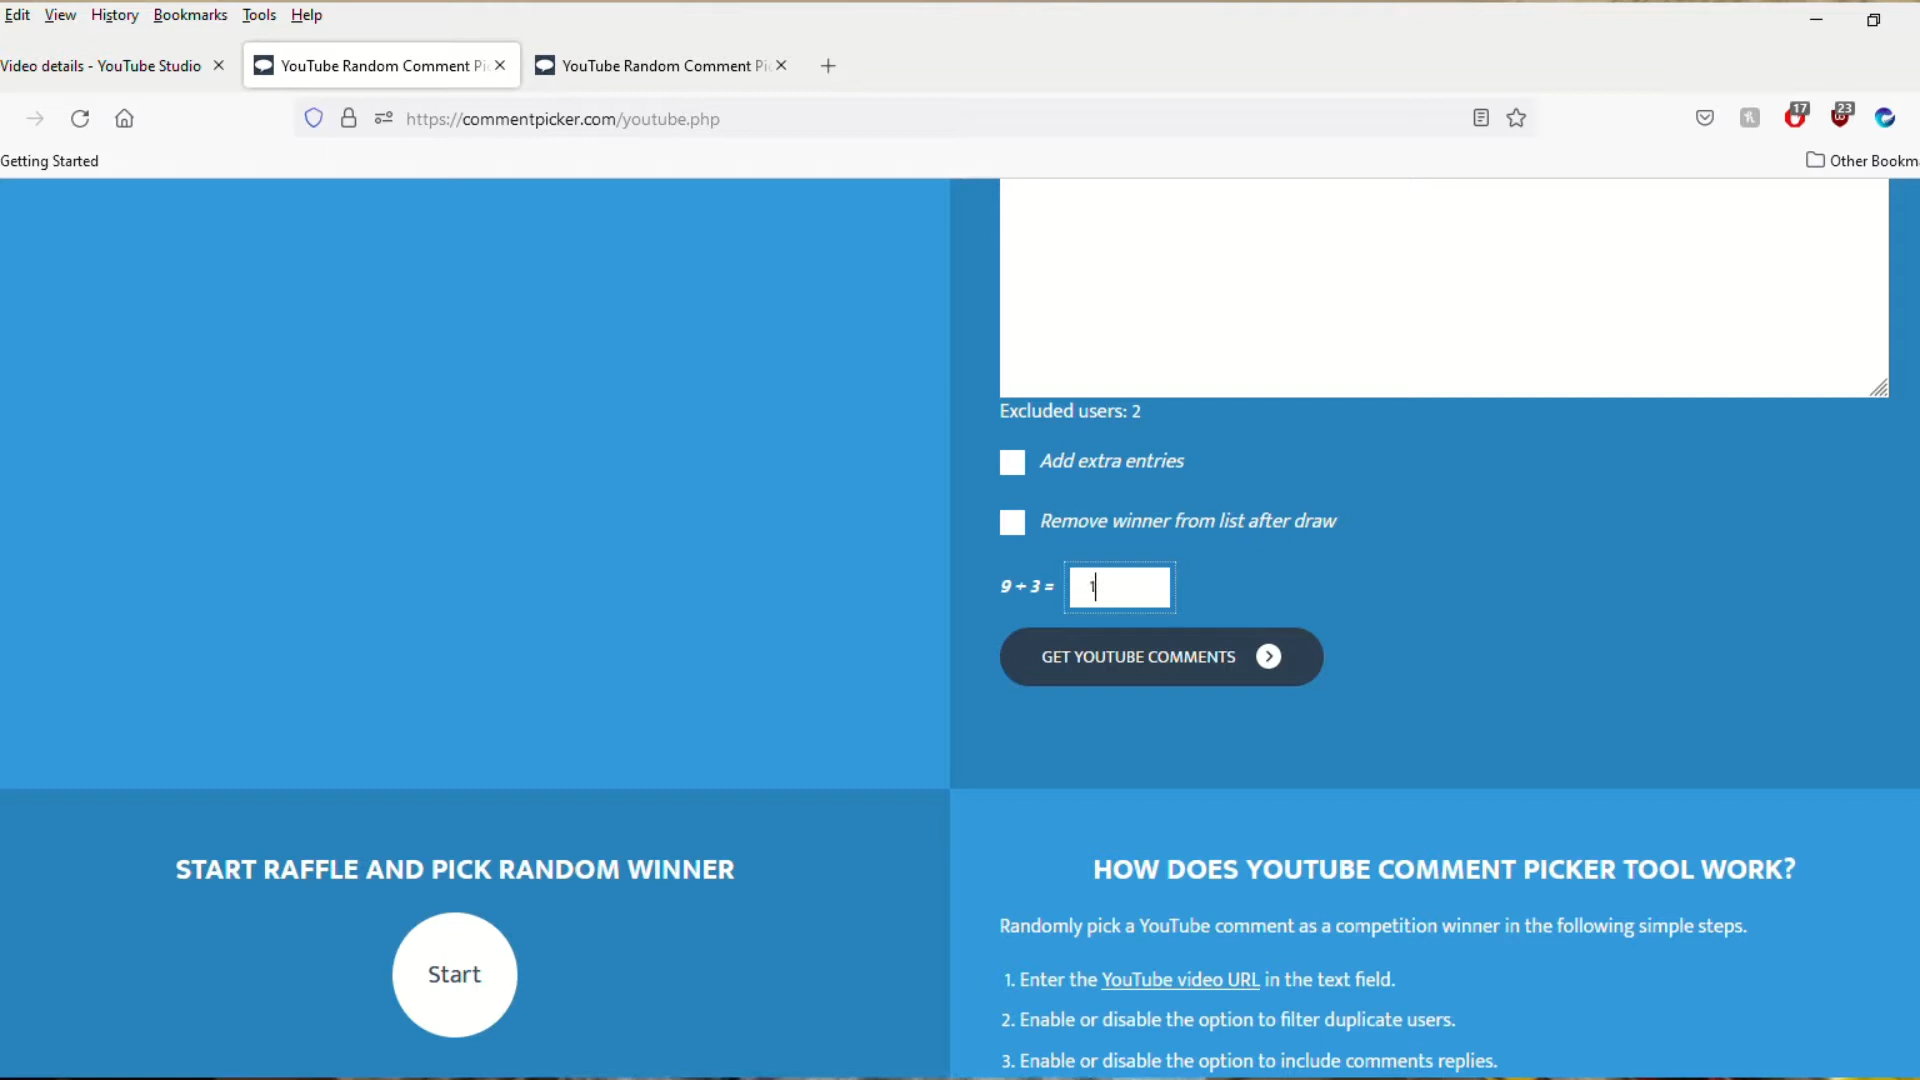 Edit View History Bookmarks Tools Help
Video details - YouTube Studio
YouTube Random Comment Pi
YouTube Random Comment Pi
https://commentpicker.com/youtube.php
17
23
Getting Started
Other Bookma
Excluded users: 2
Add extra entries
Remove winner from list after draw
9 + 3 = 1
GET YOUTUBE COMMENTS
START RAFFLE AND PICK RANDOM WINNER
Start
HOW DOES YOUTUBE COMMENT PICKER TOOL WORK?
Randomly pick a YouTube comment as a competition winner in the following simple steps.
1. Enter the YouTube video URL in the text field.
2. Enable or disable the option to filter duplicate users.
3. Enable or disable the option to include comments replies.